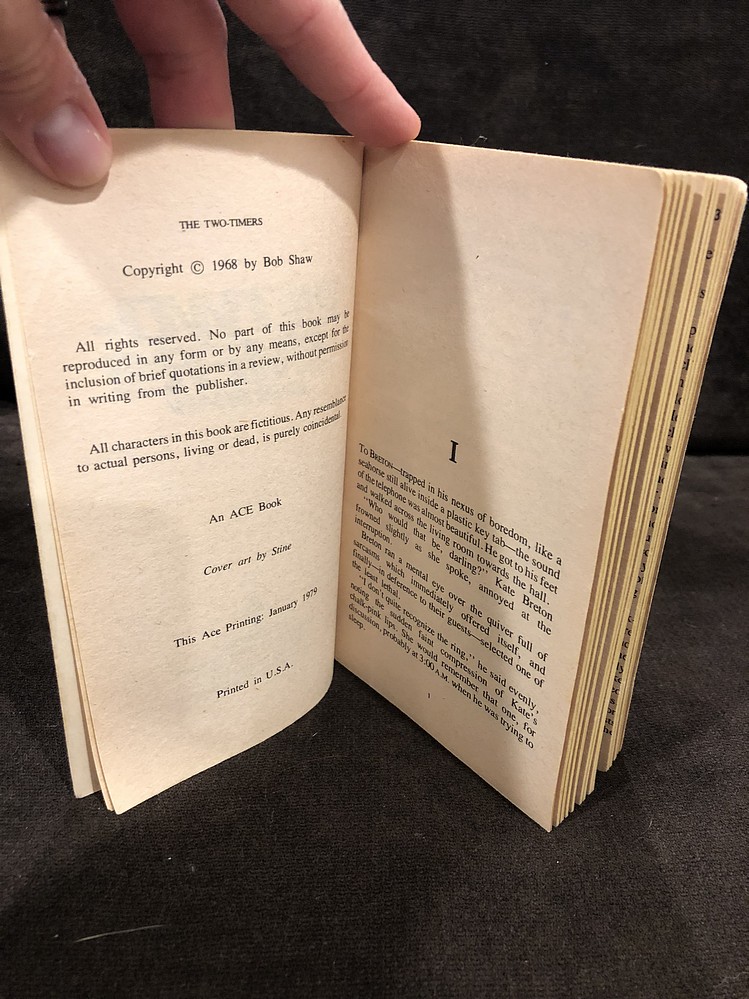 THE TWO-TIMERS
Copyright © 1968 by Bob Shaw
All rights reserved. No part of this book may be
reproduced in any form or by any means, except for the
inclusion of brief quotations in a review, without permission
in writing from the publisher.
All characters in this book are fictitious. Any resemblance
to actual persons, living or dead, is purely coincidental.
An ACE Book
Cover art by Stine
This Ace Printing: January 1979
Printed in U.S.A.
I
TO BRETON—trapped in his nexus of boredom, like a
seahorse still alive inside a plastic key tab—the sound
of the telephone was almost beautiful. He got to his feet
and walked across the living room towards the hall.
"Who would that be, darling?" Kate Breton
frowned slightly as she spoke, annoyed at the
interruption.
Breton ran a mental eye over the quiver full of
sarcasms which immediately offered itself, and
finally—in deference to their guests—selected one of
the least lethal.
"I don't quite recognize the ring," he said evenly,
noting the sudden faint compression of Kate's
chalk-pink lips. She would remember that one, for
discussion, probably at 3:00 A.M. when he was trying to
sleep.
1